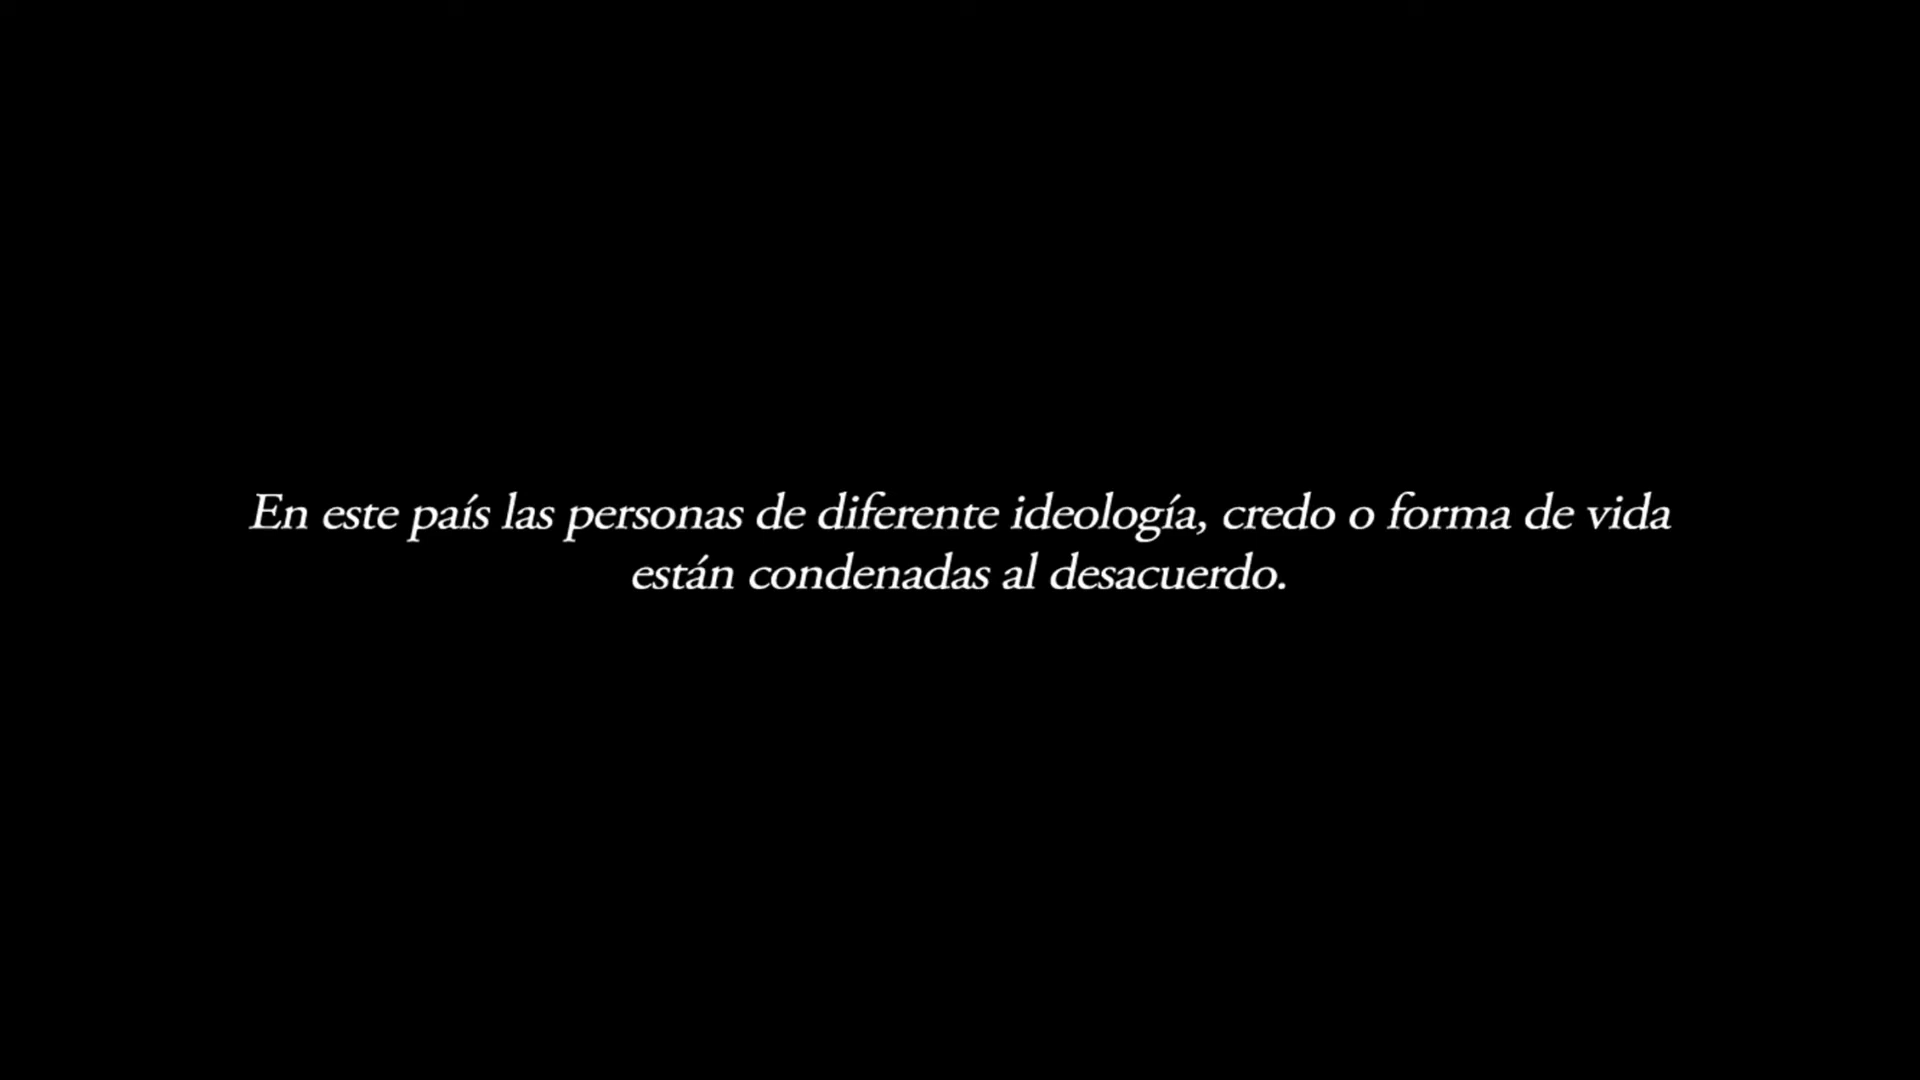 En este país las personas de diferente ideología, credo o forma de vida
están condenadas al desacuerdo.